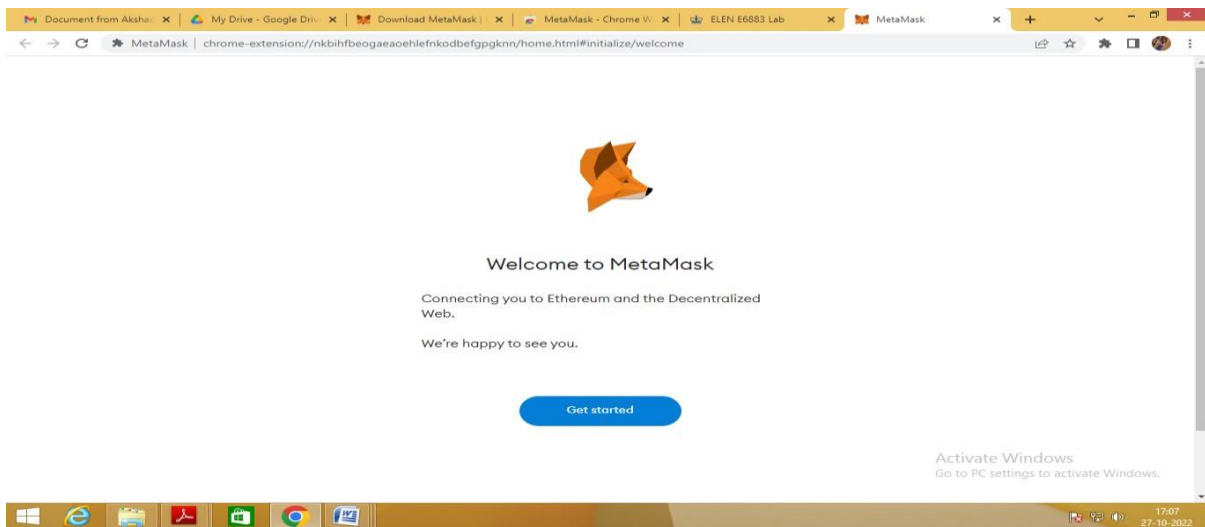 Document from Aksha
My Drive - Google Driv
Download MetaMask |
MetaMask - Chrome W
ELEN E6883 Lab
MetaMask
MetaMask | chrome-extension://nkbihfbeogaeaoehlefnkodbefgpgknn/home.html#initialize/welcome
Welcome to MetaMask
Connecting you to Ethereum and the Decentralized
Web.
We're happy to see you.
Get started
Activate Windows
Go to PC settings to activate Windows.
17:07
27-10-2022